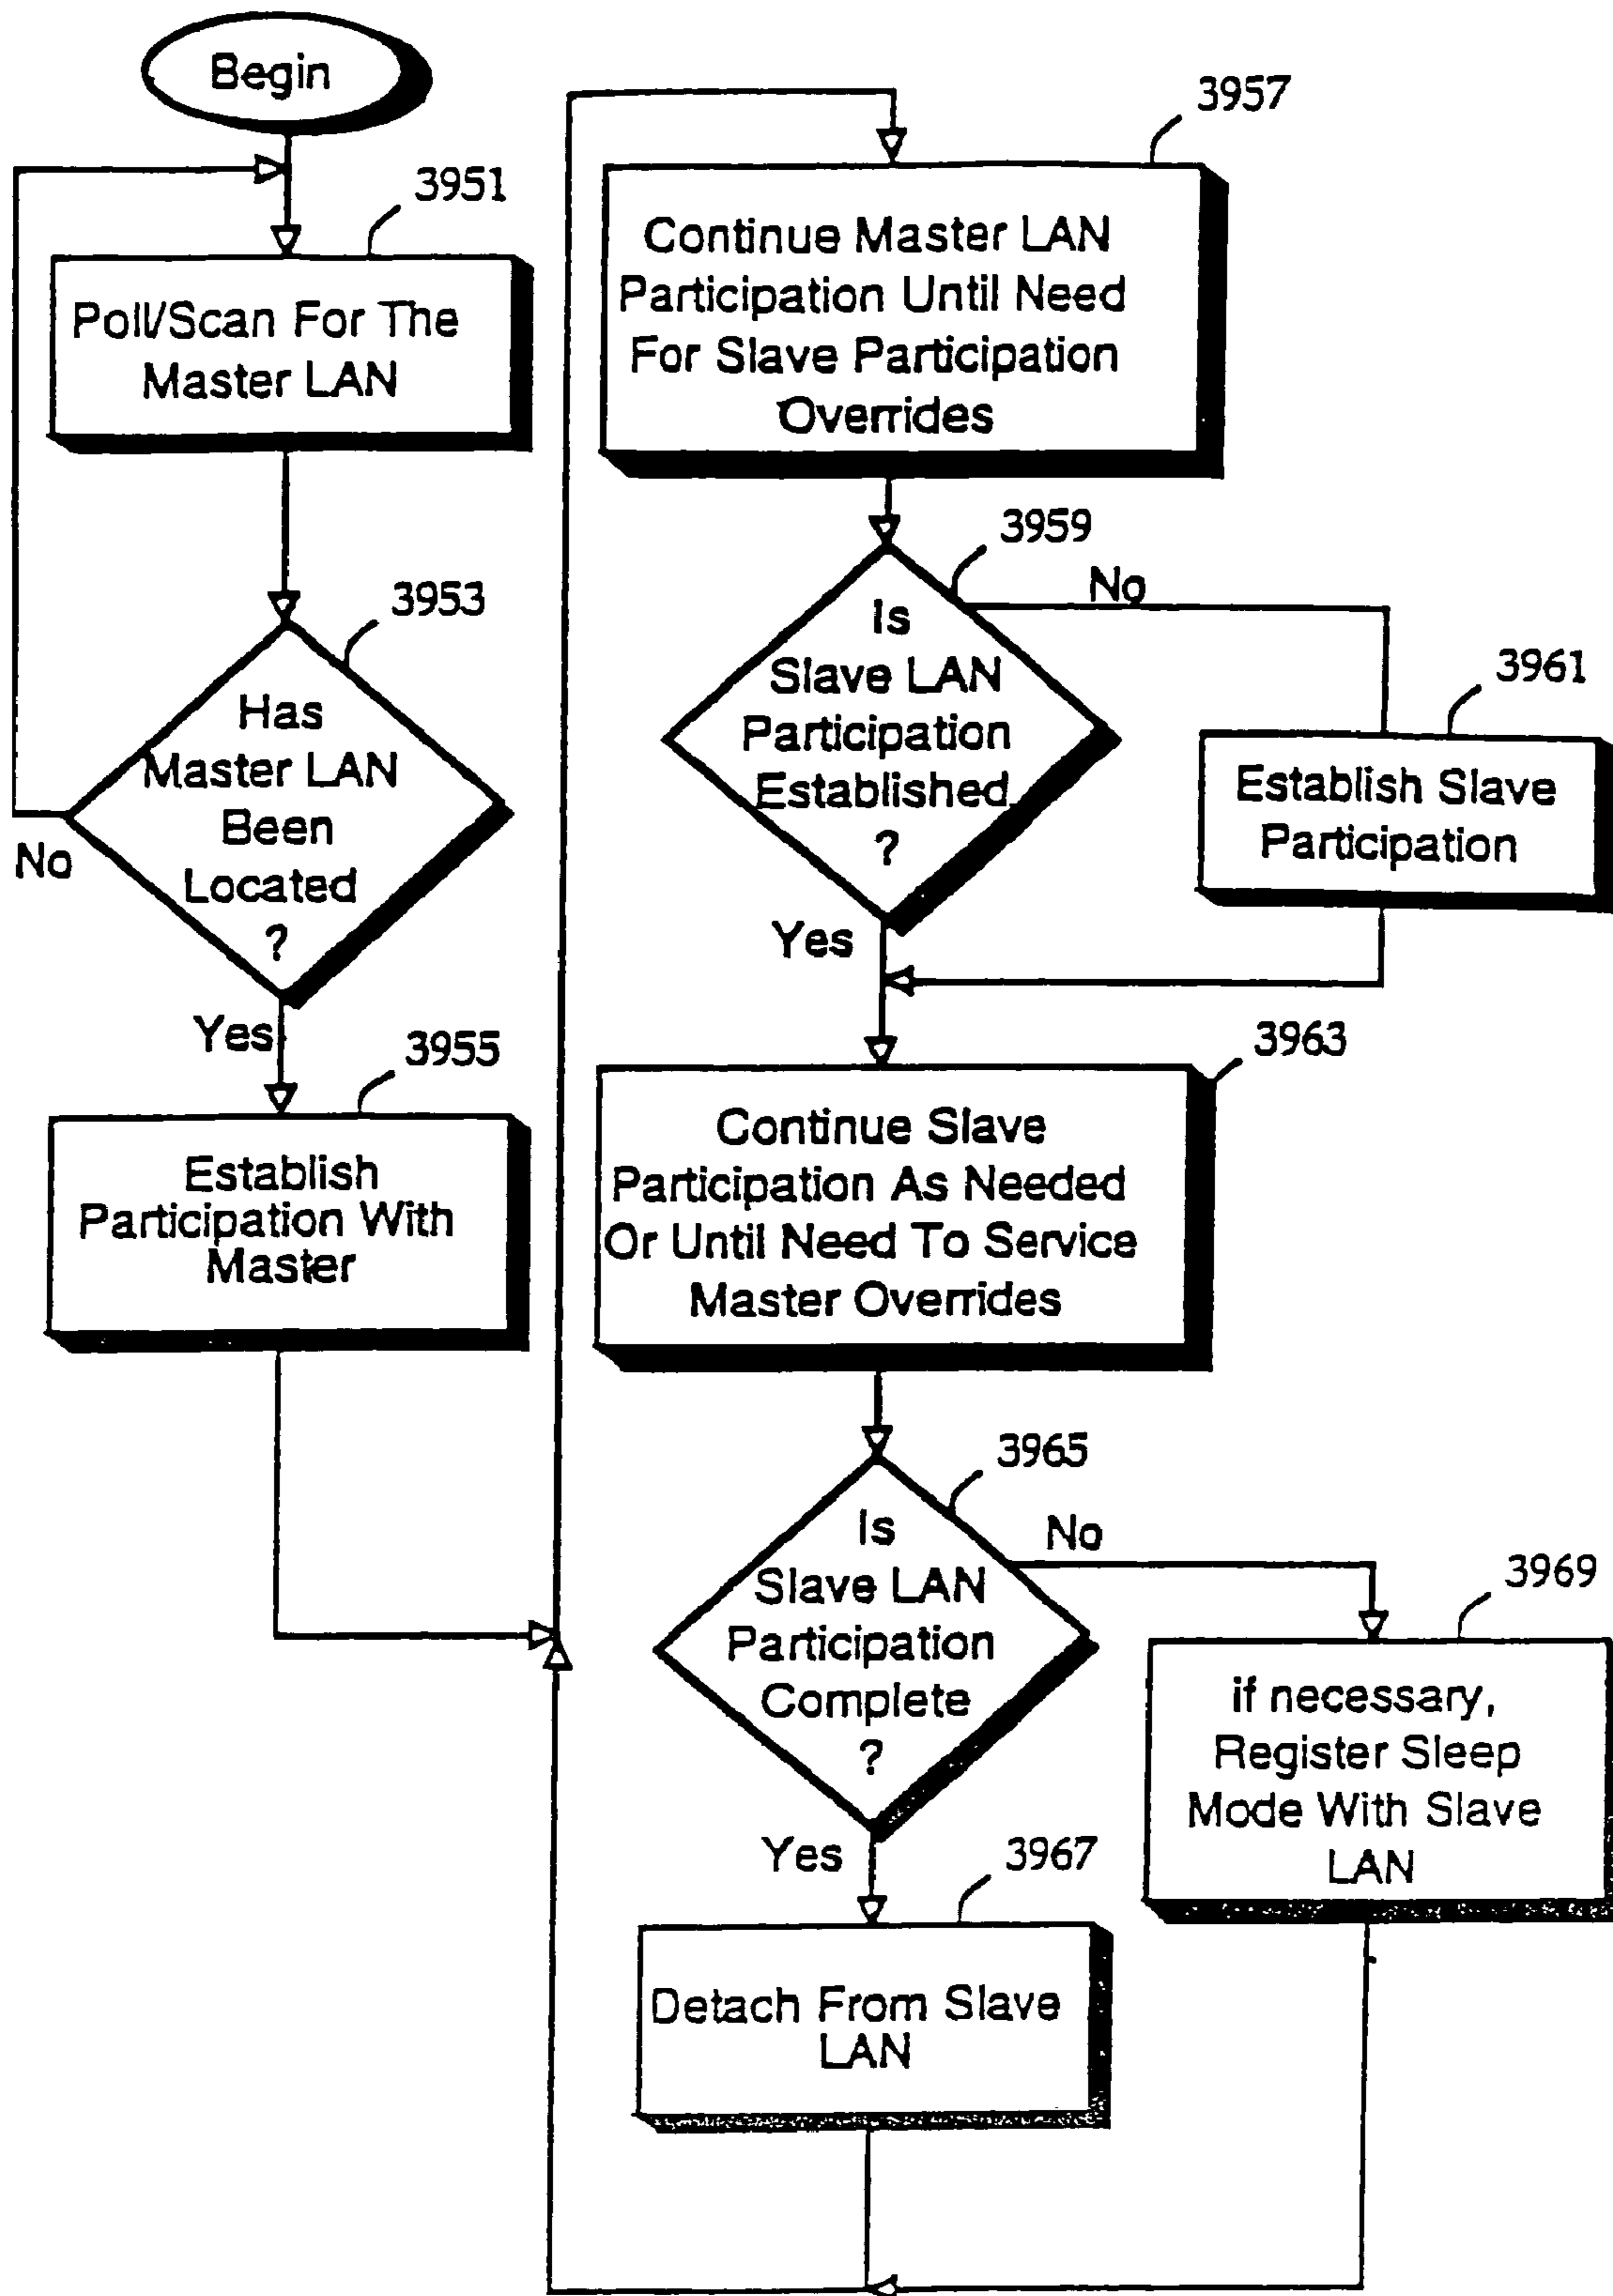 Begin
3951
Poll/Scan For The
Master LAN
3953
Has
Master LAN
Been
Located
?
No
Yes
3955
Establish
Participation With
Master
3957
Continue Master LAN
Participation Until Need
For Slave Participation
Overrides
3959
Is
Slave LAN
Participation
Established
?
No
3961
Establish Slave
Participation
Yes
3963
Continue Slave
Participation As Needed
Or Until Need To Service
Master Overrides
3965
Is
Slave LAN
Participation
Complete
?
No
3969
if necessary,
Register Sleep
Mode With Slave
LAN
Yes
3967
Detach From Slave
LAN